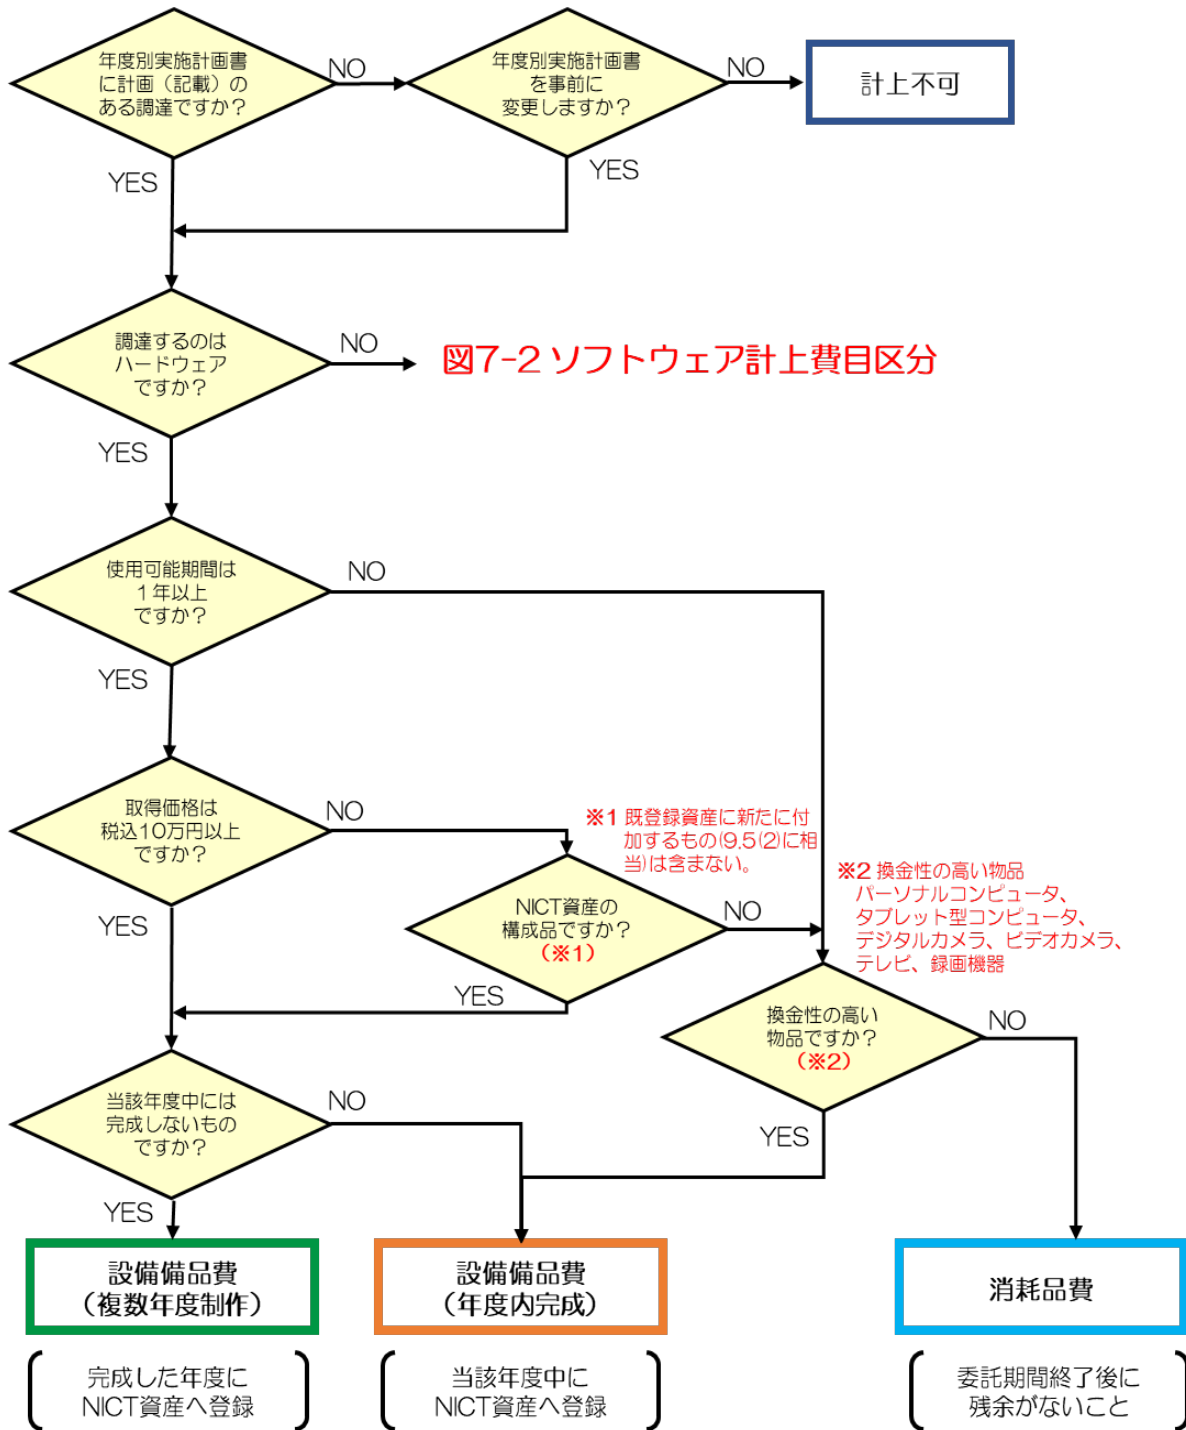 年度別実施計画書
に計画（記載）の
ある調達ですか？
NO
年度別実施計画書
を事前に
変更しますか？
NO
計上不可
YES
YES
調達するのは
ハードウェア
ですか？
NO
図7-2 ソフトウェア計上費目区分
YES
使用可能期間は
１年以上
ですか？
NO
YES
取得価格は
税込10万円以上
ですか？
NO
※1 既登録資産に新たに付
加するもの(9.5(2)に相
当)は含まない。
※2 換金性の高い物品
パーソナルコンピュータ、
タブレット型コンピュータ、
デジタルカメラ、ビデオカメラ、
テレビ、録画機器
YES
NICT資産の
構成品ですか？
（※1）
NO
YES
換金性の高い
物品ですか？
（※2）
NO
当該年度中には
完成しないもの
ですか？
NO
YES
YES
設備備品費
（複数年度制作）
設備備品費
（年度内完成）
消耗品費
完成した年度に
NICT資産へ登録
当該年度中に
NICT資産へ登録
委託期間終了後に
残余がないこと